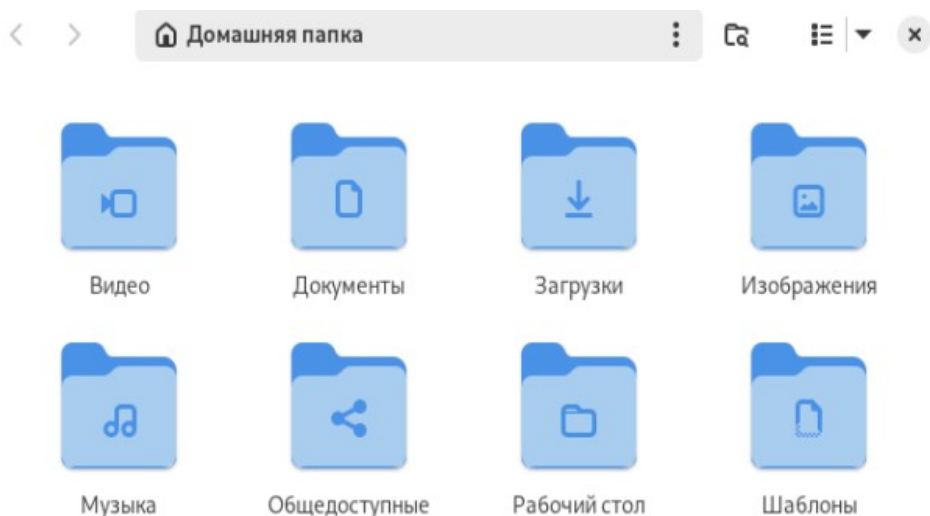 Домашняя папка
Видео Документы Загрузки Изображения
Музыка Общедоступные Рабочий стол Шаблоны